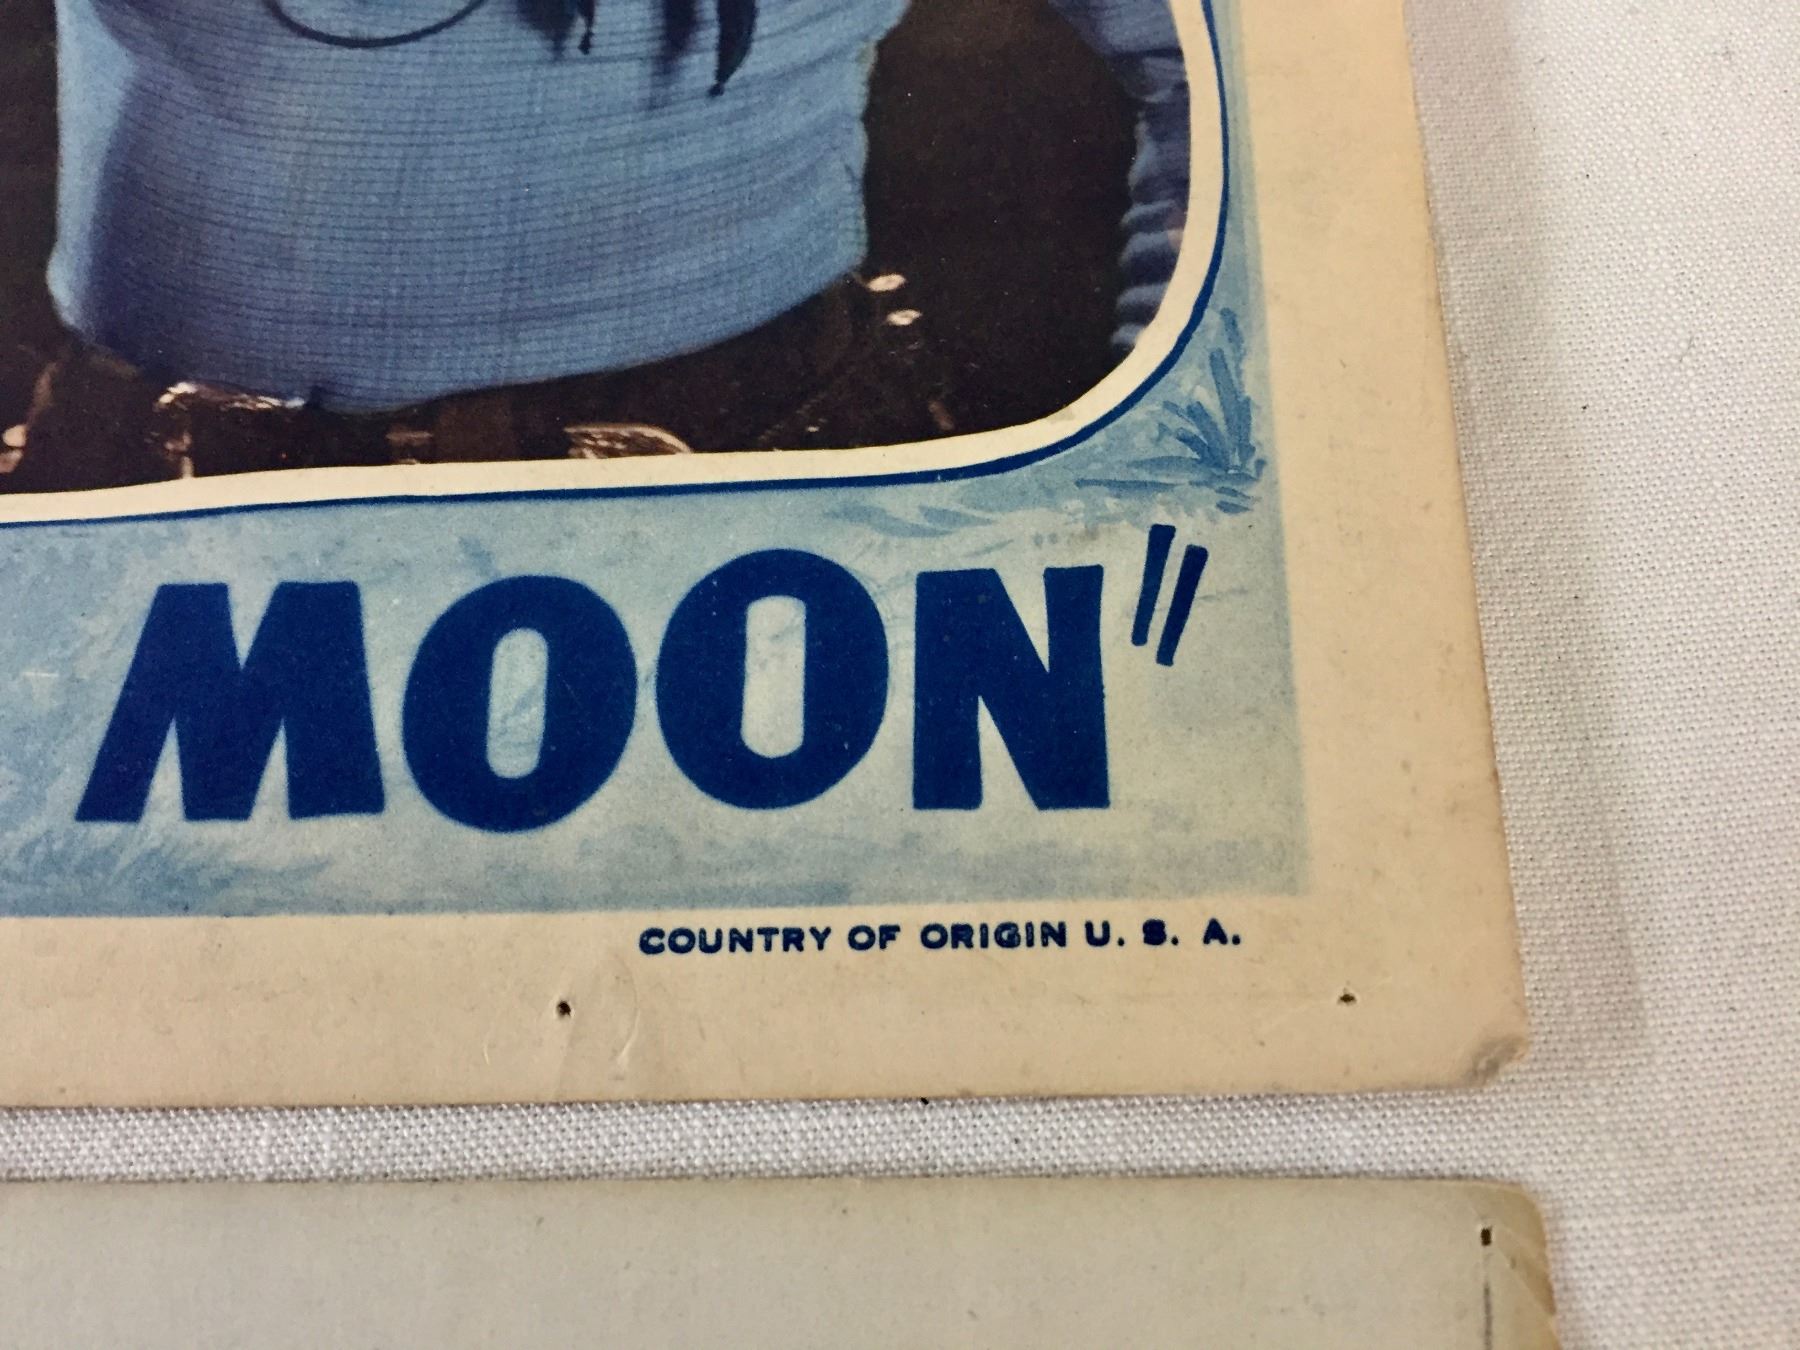 MOON"
COUNTRY OF ORIGIN U. S. A.